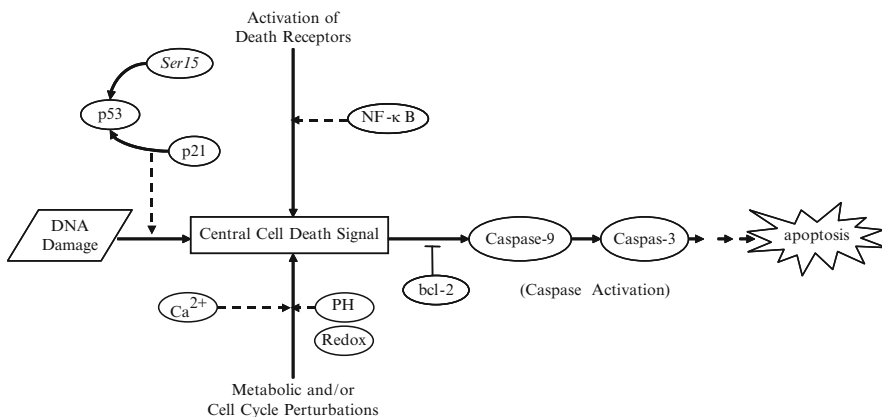 Activation of
Death Receptors
Ser15
p53
NF-κ B
p21
DNA
Damage
Central Cell Death Signal
Caspase-9
Caspas-3
apoptosis
bcl-2
(Caspase Activation)
Ca2+
PH
Redox
Metabolic and/or
Cell Cycle Perturbations